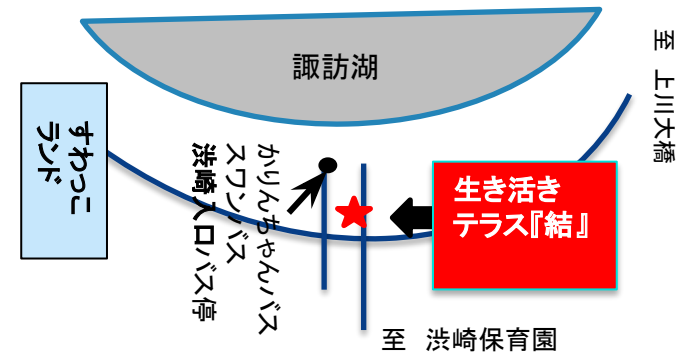 諏訪湖
至 上川大橋
すわっこ
ランド
かりんちゃんバス
スワンバス
渋崎入口バス停
生き活き
テラス『結』
至 渋崎保育園